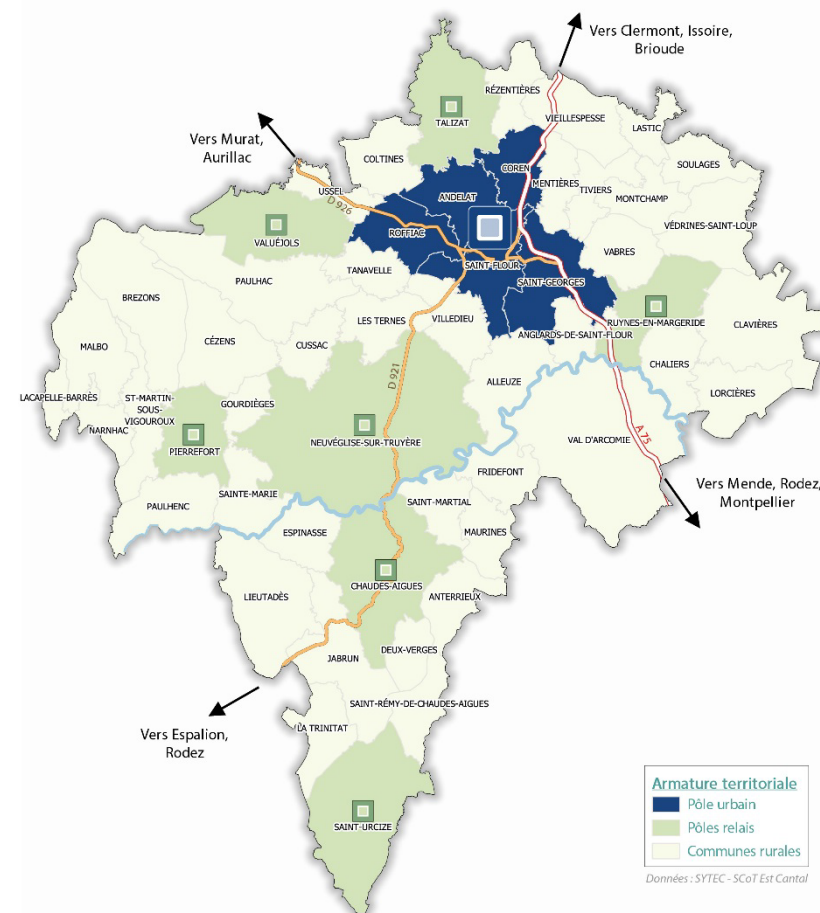 Vers Clermont, Issoire,
Brioude
RÉZENTIÈRES
TALIZAT
VIEILLESPESSE
LASTIC
Vers Murat,
Aurillac
COLTINES
COREN
SOULAGES
MENTIÈRES
TIVIERS
USSEL
D 926
ANDELAT
MONTCHAMP
VÉDRINES-SAINT-LOUP
ROFFIAC
VALUÉJOLS
VABRES
SAINT-FLOUR
TANAVELLE
PAULHAC
SAINT-GEORGES
BREZONS
LES TERNES
VILLEDIEU
RUYNES-EN-MARGERIDE
CLAVIÈRES
ANGLARDS-DE-SAINT-FLOUR
CÉZENS
CUSSAC
MALBO
CHALIERS
D 921
ALLEUZE
LORCIÈRES
LACAPELLE-BARRÈS
ST-MARTIN-
SOUS-
VIGOUROUX
GOURDIÈGES
NARNHAC
A 75
VAL D'ARCOMIE
NEUVÉGLISE-SUR-TRUYÈRE
PIERREFORT
FRIDEFONT
Vers Mende, Rodez,
Montpellier
SAINTE-MARIE
SAINT-MARTIAL
PAULHENC
ESPINASSE
MAURINES
CHAUDES-AIGUES
LIEUTADÈS
ANTERRIEUX
DEUX-VERGES
JABRUN
SAINT-RÉMY-DE-CHAUDES-AIGUES
LA TRINITAT
Vers Espalion,
Rodez
SAINT-URCIZE
Armature territoriale
Pôle urbain
Pôles relais
Communes rurales
Données : SYTEC - SCoT Est Cantal